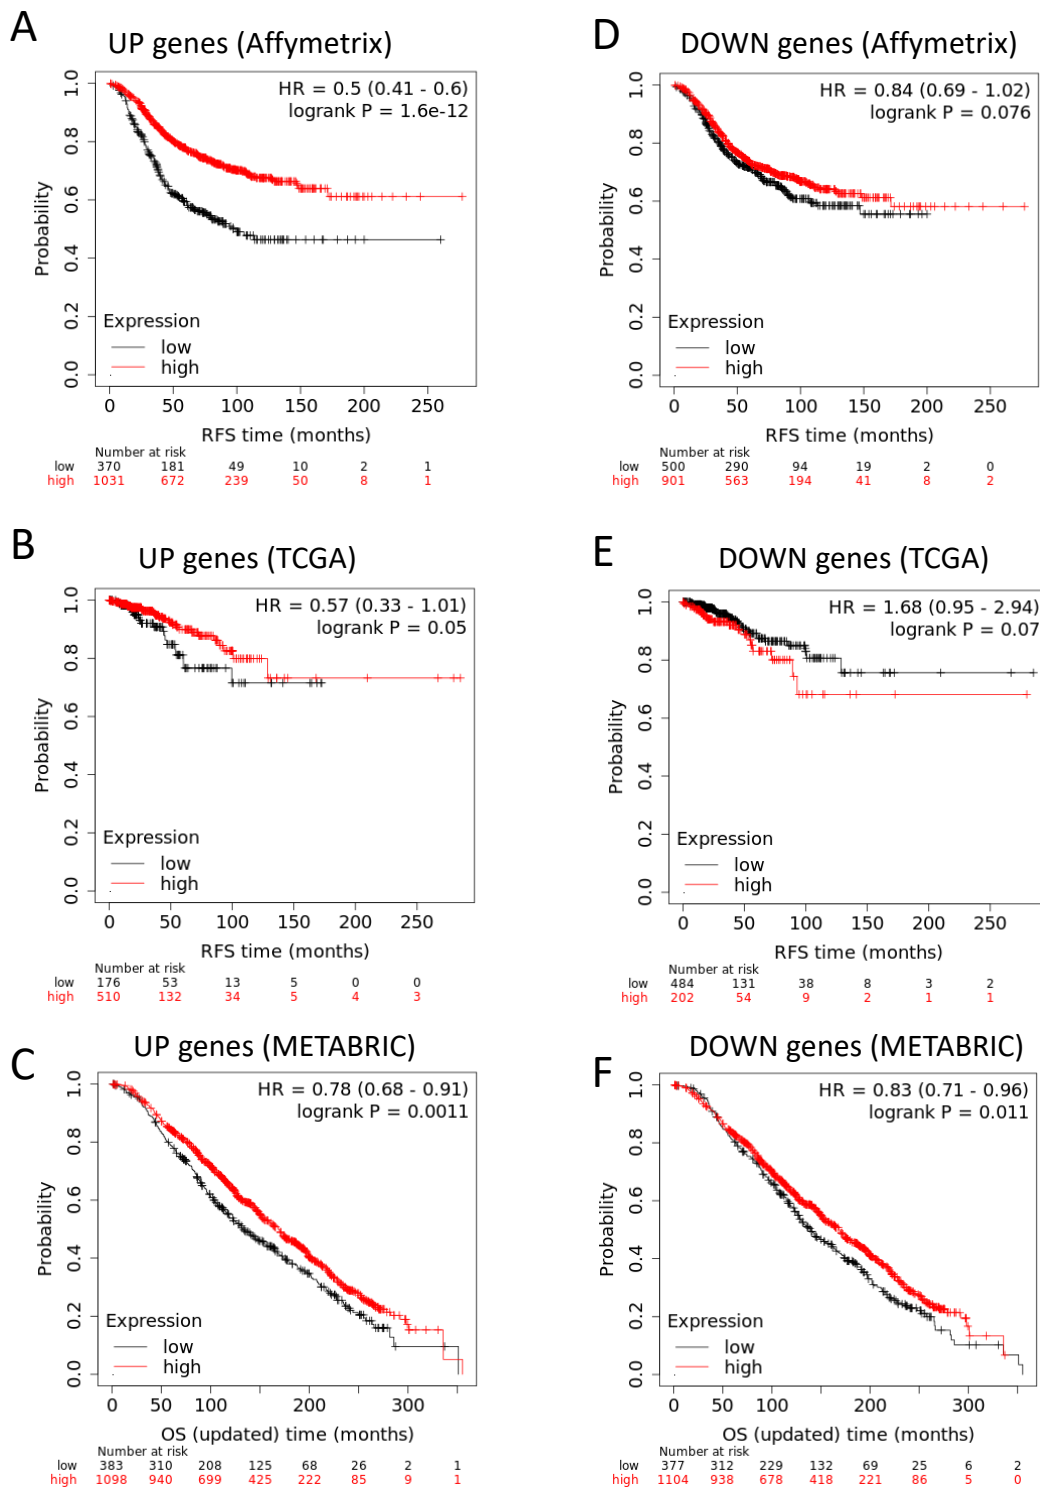 A
UP genes (Affymetrix)
HR = 0.5 (0.41 - 0.6)
logrank P = 1.6e-12
Probability
1.0
0.8
0.6
0.4
0.2
0.0
Expression
low
high
0 50 100 150 200 250
RFS time (months)
Number at risk
low 370 181 49 10 2 1
high 1031 672 239 50 8 1
B
UP genes (TCGA)
HR = 0.57 (0.33 - 1.01)
logrank P = 0.05
Probability
1.0
0.8
0.6
0.4
0.2
0.0
Expression
low
high
0 50 100 150 200 250
RFS time (months)
Number at risk
low 176 53 13 5 0 0
high 510 132 34 5 4 3
C
UP genes (METABRIC)
HR = 0.78 (0.68 - 0.91)
logrank P = 0.0011
Probability
1.0
0.8
0.6
0.4
0.2
0.0
Expression
low
high
0 100 200 300
OS (updated) time (months)
Number at risk
low 383 310 208 125 68 26 2 1
high 1098 940 699 425 222 85 9 1
D
DOWN genes (Affymetrix)
HR = 0.84 (0.69 - 1.02)
logrank P = 0.076
Probability
1.0
0.8
0.6
0.4
0.2
0.0
Expression
low
high
0 50 100 150 200 250
RFS time (months)
Number at risk
low 500 290 94 19 2 0
high 901 563 194 41 8 2
E
DOWN genes (TCGA)
HR = 1.68 (0.95 - 2.94)
logrank P = 0.07
Probability
1.0
0.8
0.6
0.4
0.2
0.0
Expression
low
high
0 50 100 150 200 250
RFS time (months)
Number at risk
low 484 131 38 8 3 2
high 202 54 9 2 1 1
F
DOWN genes (METABRIC)
HR = 0.83 (0.71 - 0.96)
logrank P = 0.011
Probability
1.0
0.8
0.6
0.4
0.2
0.0
Expression
low
high
0 100 200 300
OS (updated) time (months)
Number at risk
low 377 312 229 132 69 25 6 2
high 1104 938 678 418 221 86 5 0